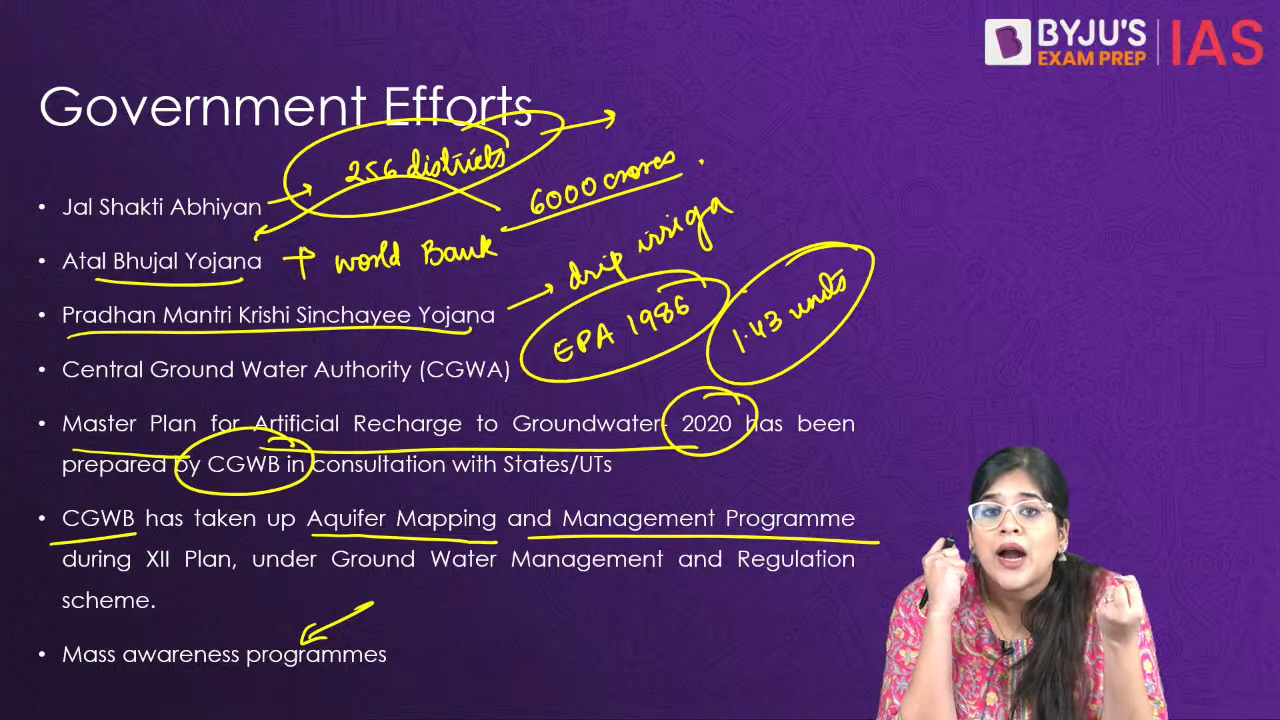 BYJU'S
EXAM PREP
IAS
Government Efforts
256 districts
6000 crores
• Jal Shakti Abhiyan
• Atal Bhujal Yojana
world Bank
drip irriga
• Pradhan Mantri Krishi Sinchayee Yojana
EPA 1986
1.43 units
• Central Ground Water Authority (CGWA)
• Master Plan for Artificial Recharge to Groundwater- 2020 has been
prepared by CGWB in consultation with States/UTs
• CGWB has taken up Aquifer Mapping and Management Programme
during XII Plan, under Ground Water Management and Regulation
scheme.
• Mass awareness programmes